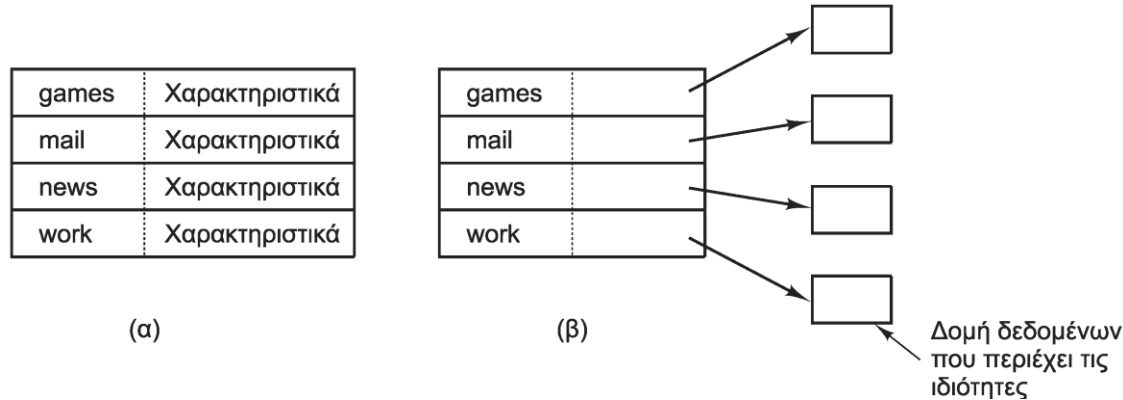 games Χαρακτηριστικά
mail Χαρακτηριστικά
news Χαρακτηριστικά
work Χαρακτηριστικά
(α)
games
mail
news
work
(β)
Δομή δεδομένων
που περιέχει τις
ιδιότητες